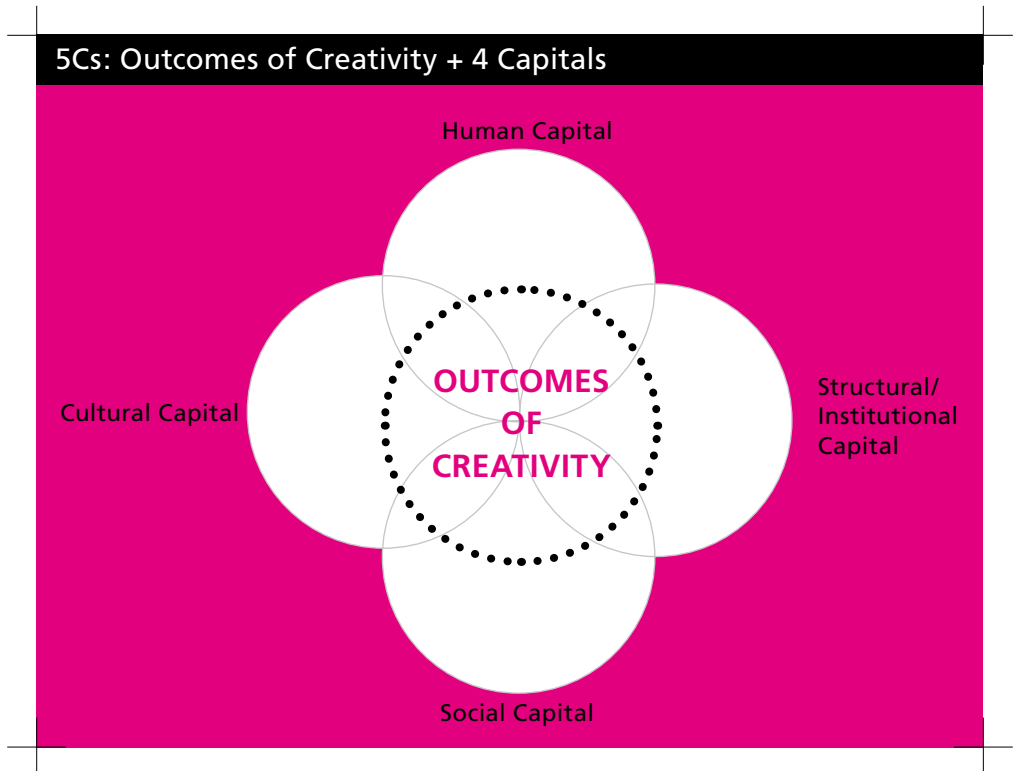 5Cs: Outcomes of Creativity + 4 Capitals
Human Capital
Cultural Capital
OUTCOMES
OF
CREATIVITY
Structural/
Institutional
Capital
Social Capital